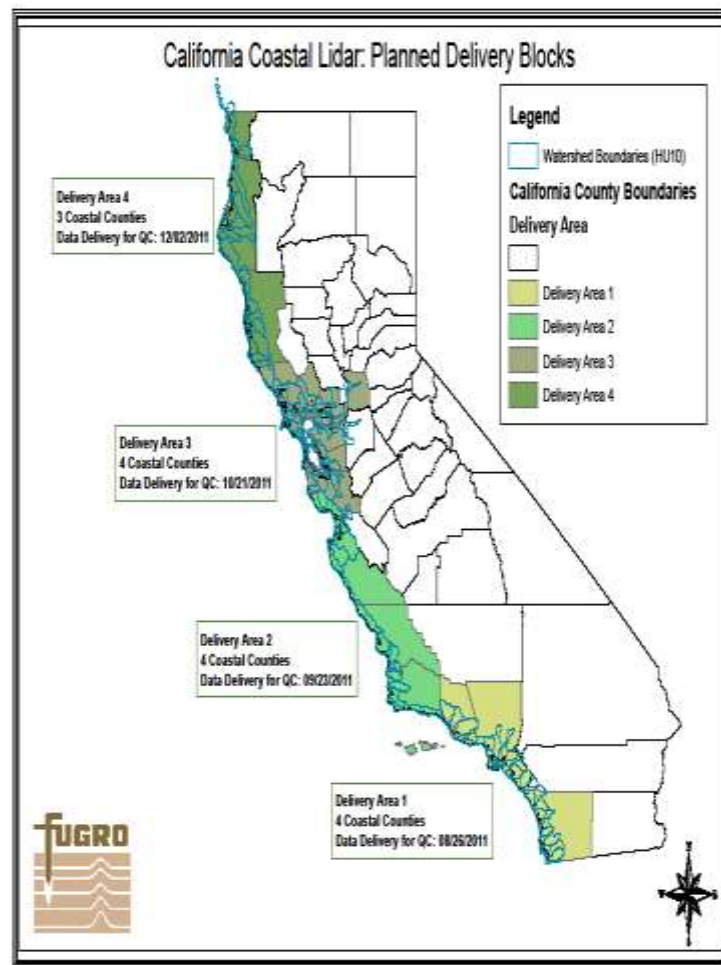 California Coastal Lidar: Planned Delivery Blocks
Legend
Watershed Boundaries (HU10)
California County Boundaries
Delivery Area
Delivery Area 1
Delivery Area 2
Delivery Area 3
Delivery Area 4
Delivery Area 4
3 Coastal Counties
Data Delivery for QC: 12/02/2011
Delivery Area 3
4 Coastal Counties
Data Delivery for QC: 10/21/2011
Delivery Area 2
4 Coastal Counties
Data Delivery for QC: 09/23/2011
Delivery Area 1
4 Coastal Counties
Data Delivery for QC: 08/26/2011
FUGRO